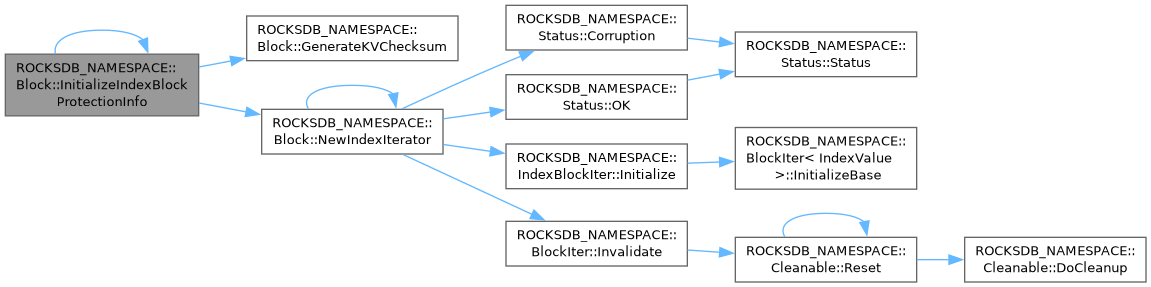 ROCKSDB_NAMESPACE::
Block::InitializeIndexBlock
ProtectionInfo
ROCKSDB_NAMESPACE::
Block::GenerateKVChecksum
ROCKSDB_NAMESPACE::
Block::NewIndexIterator
ROCKSDB_NAMESPACE::
Status::Corruption
ROCKSDB_NAMESPACE::
Status::OK
ROCKSDB_NAMESPACE::
Status::Status
ROCKSDB_NAMESPACE::
IndexBlockIter::Initialize
ROCKSDB_NAMESPACE::
BlockIter< IndexValue
>::InitializeBase
ROCKSDB_NAMESPACE::
BlockIter::Invalidate
ROCKSDB_NAMESPACE::
Cleanable::Reset
ROCKSDB_NAMESPACE::
Cleanable::DoCleanup